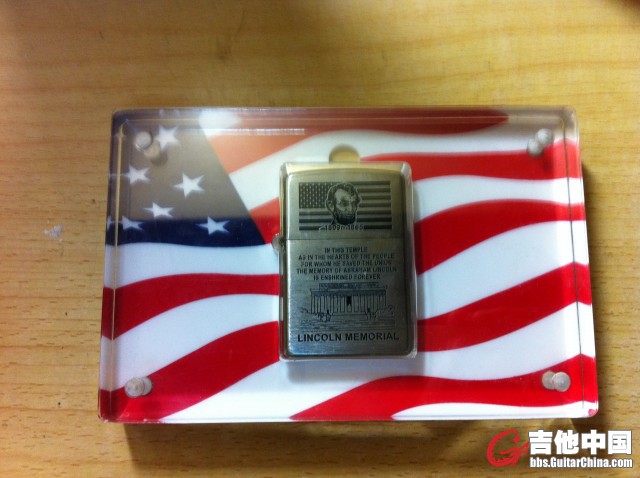 IN THIS TEMPLE
AS IN THE HEARTS OF THE PEOPLE
FOR WHOM HE SAVED THE UNION
THE MEMORY OF ABRAHAM LINCOLN
IS ENSHRINED FOREVER
LINCOLN MEMORIAL
吉他中国
bbs.GuitarChina.com